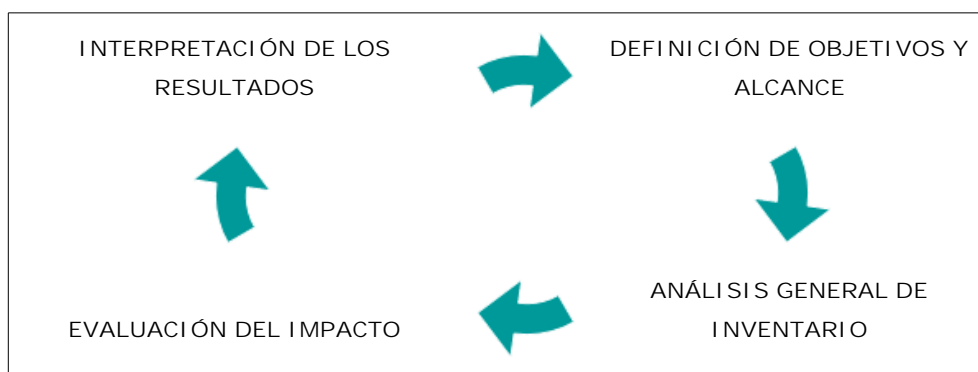 INTERPRETACIÓN DE LOS
RESULTADOS
DEFINICIÓN DE OBJETIVOS Y
ALCANCE
ANÁLISIS GENERAL DE
INVENTARIO
EVALUACIÓN DEL IMPACTO